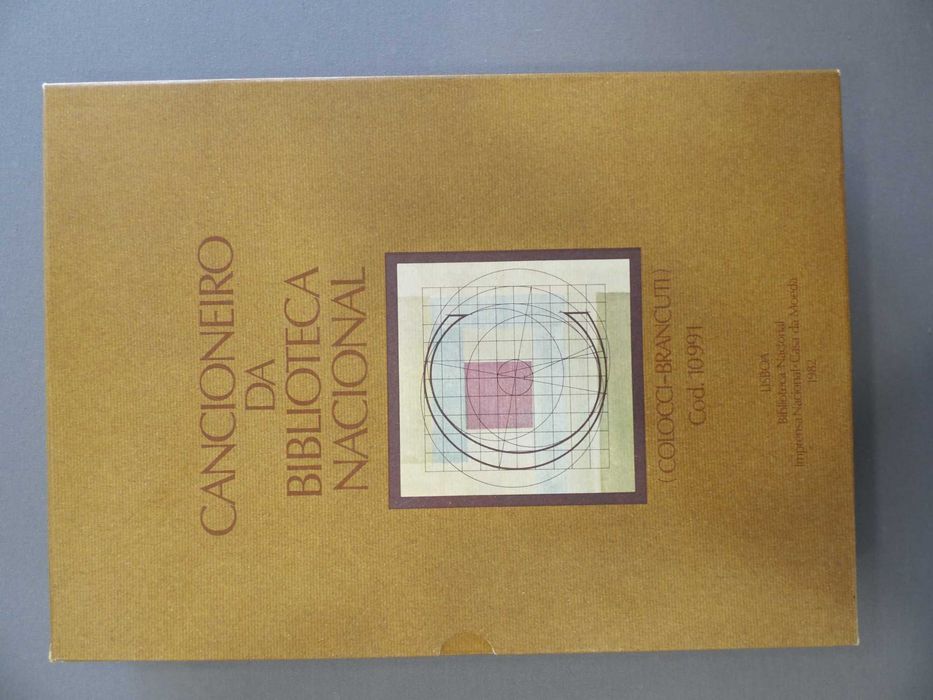 CANCIONEIRO
DA
BIBLIOTECA
NACIONAL
(COLOCCI-BRANCUTI)
Cod. 10991
LISBOA
Biblioteca Nacional
Imprensa Nacional-Casa da Moeda
1982